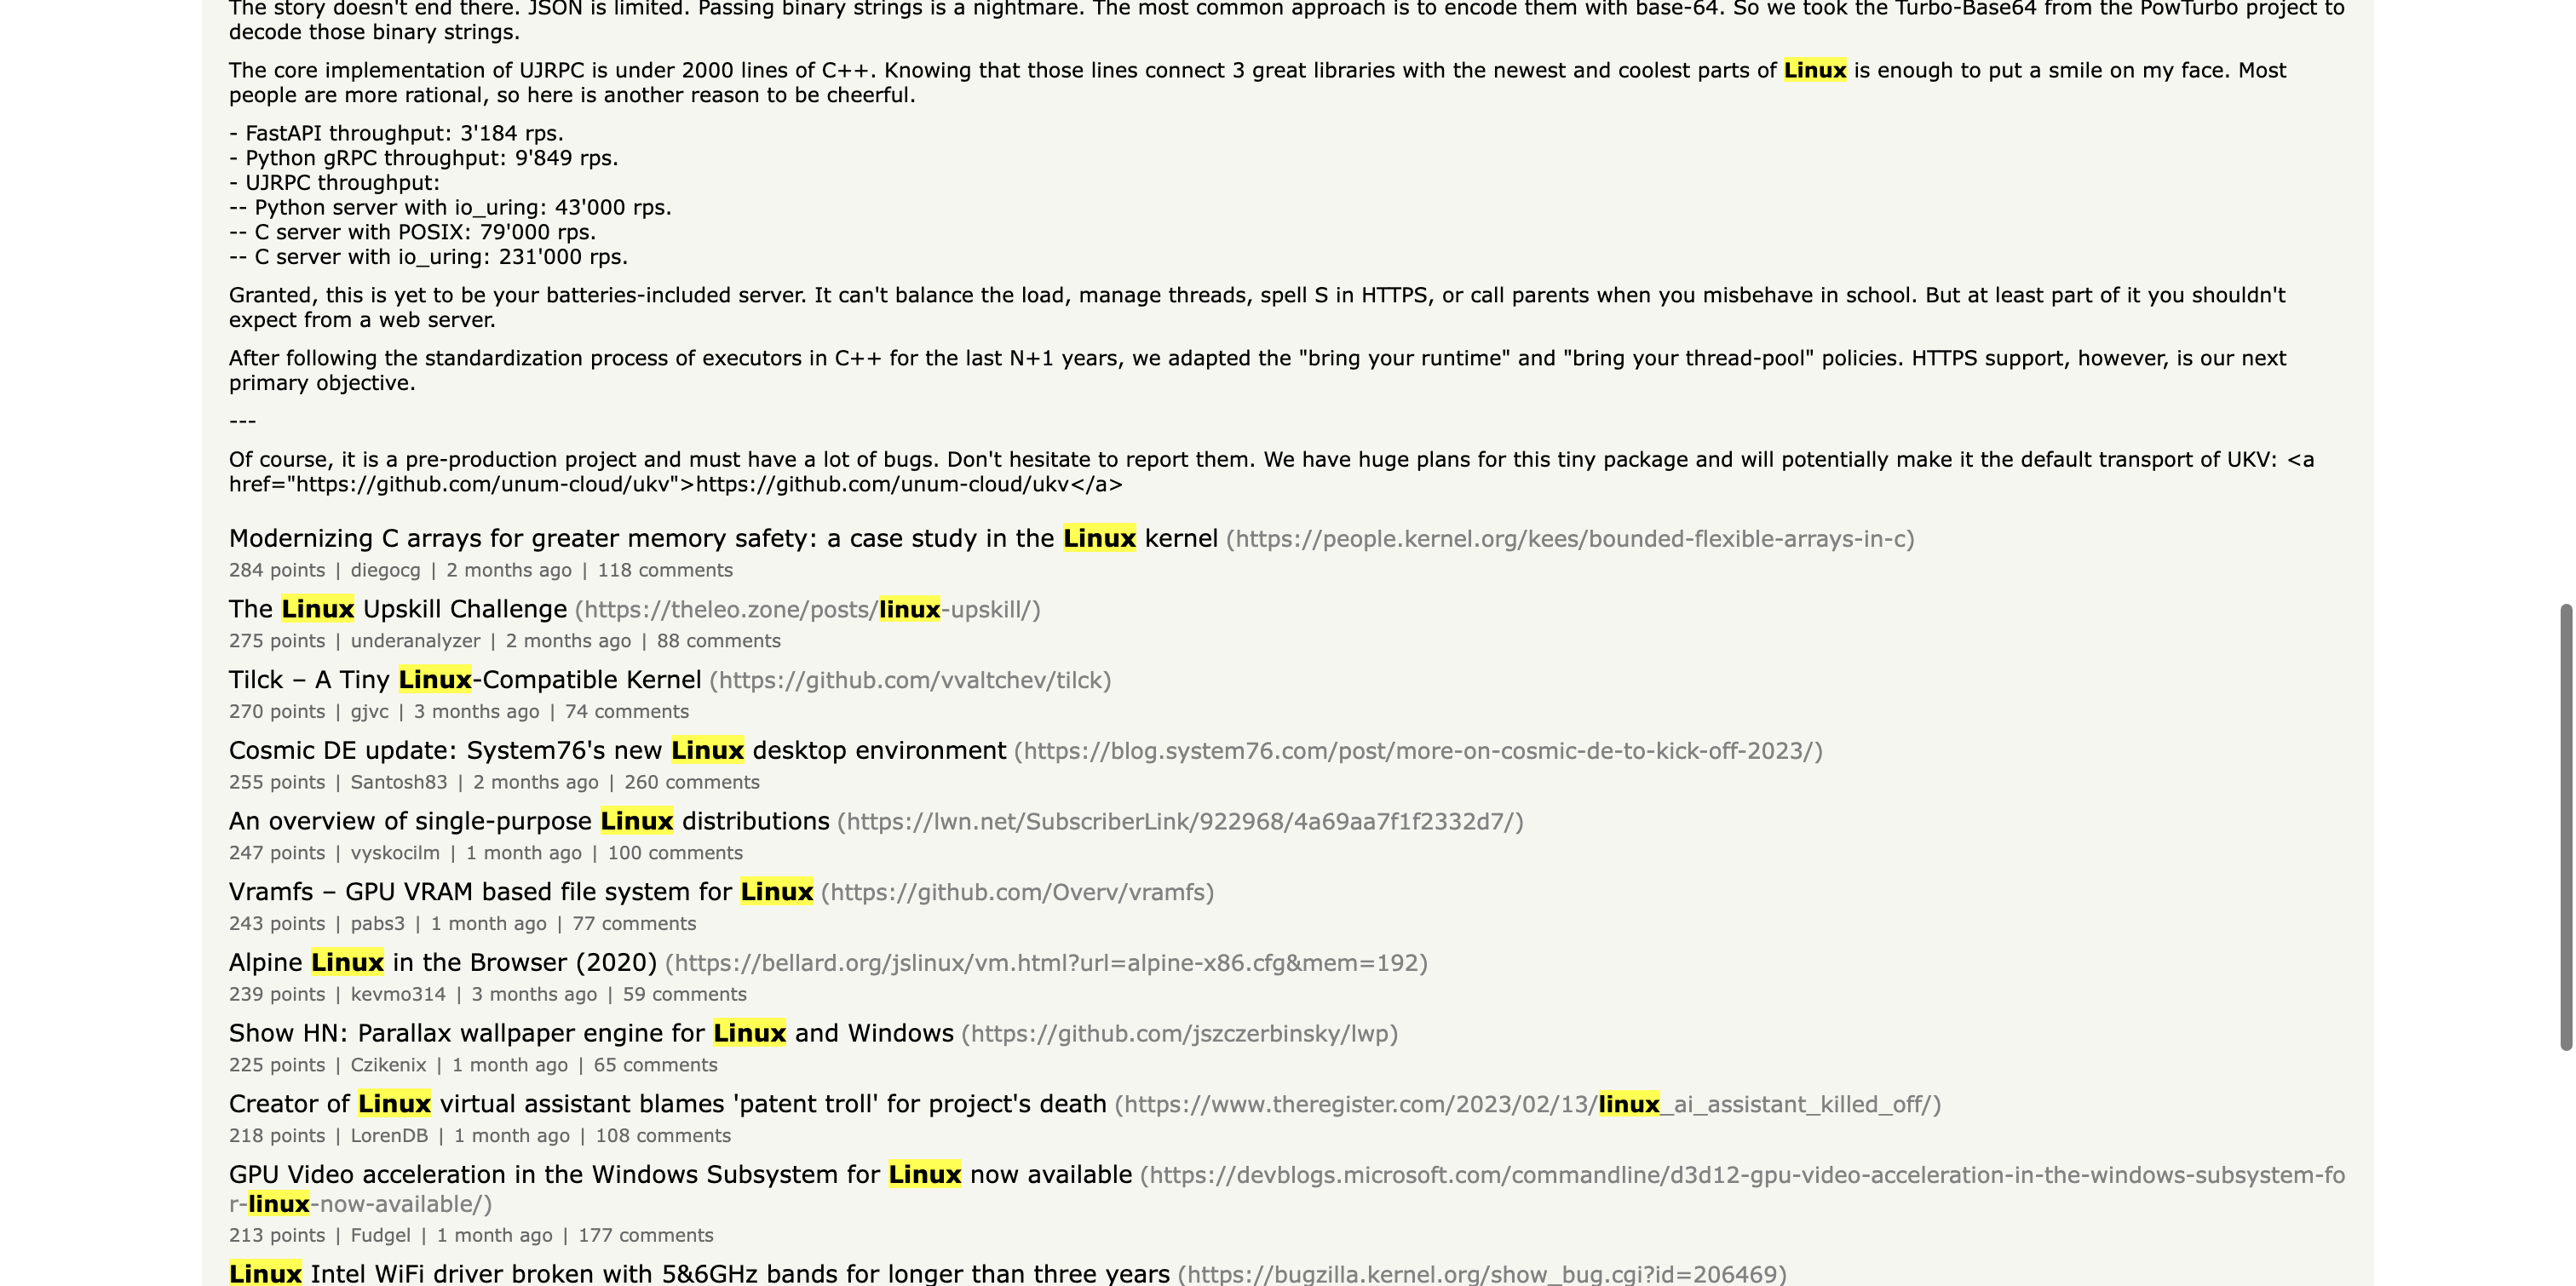 The story doesn't end there. JSON is limited. Passing binary strings is a nightmare. The most common approach is to encode them with base-64. So we took the Turbo-Base64 from the PowTurbo project to
decode those binary strings.
The core implementation of UJRPC is under 2000 lines of C++. Knowing that those lines connect 3 great libraries with the newest and coolest parts of Linux is enough to put a smile on my face. Most
people are more rational, so here is another reason to be cheerful.
- FastAPI throughput: 3'184 rps.
- Python gRPC throughput: 9'849 rps.
- UJRPC throughput:
-- Python server with io_uring: 43'000 rps.
-- C server with POSIX: 79'000 rps.
-- C server with io_uring: 231'000 rps.
Granted, this is yet to be your batteries-included server. It can't balance the load, manage threads, spell S in HTTPS, or call parents when you misbehave in school. But at least part of it you shouldn't
expect from a web server.
After following the standardization process of executors in C++ for the last N+1 years, we adapted the "bring your runtime" and "bring your thread-pool" policies. HTTPS support, however, is our next
primary objective.
---
Of course, it is a pre-production project and must have a lot of bugs. Don't hesitate to report them. We have huge plans for this tiny package and will potentially make it the default transport of UKV: <a
href="https://github.com/unum-cloud/ukv">https://github.com/unum-cloud/ukv</a>
Modernizing C arrays for greater memory safety: a case study in the Linux kernel (https://people.kernel.org/kees/bounded-flexible-arrays-in-c)
284 points | diegocg | 2 months ago | 118 comments
The Linux Upskill Challenge (https://theleo.zone/posts/linux-upskill/)
275 points | underanalyzer | 2 months ago | 88 comments
Tilck – A Tiny Linux-Compatible Kernel (https://github.com/vvaltchev/tilck)
270 points | gjvc | 3 months ago | 74 comments
Cosmic DE update: System76's new Linux desktop environment (https://blog.system76.com/post/more-on-cosmic-de-to-kick-off-2023/)
255 points | Santosh83 | 2 months ago | 260 comments
An overview of single-purpose Linux distributions (https://lwn.net/SubscriberLink/922968/4a69aa7f1f2332d7/)
247 points | vyskocilm | 1 month ago | 100 comments
Vramfs – GPU VRAM based file system for Linux (https://github.com/Overv/vramfs)
243 points | pabs3 | 1 month ago | 77 comments
Alpine Linux in the Browser (2020) (https://bellard.org/jslinux/vm.html?url=alpine-x86.cfg&mem=192)
239 points | kevmo314 | 3 months ago | 59 comments
Show HN: Parallax wallpaper engine for Linux and Windows (https://github.com/jszczerbinsky/lwp)
225 points | Czikenix | 1 month ago | 65 comments
Creator of Linux virtual assistant blames 'patent troll' for project's death (https://www.theregister.com/2023/02/13/linux_ai_assistant_killed_off/)
218 points | LorenDB | 1 month ago | 108 comments
GPU Video acceleration in the Windows Subsystem for Linux now available (https://devblogs.microsoft.com/commandline/d3d12-gpu-video-acceleration-in-the-windows-subsystem-fo
r-linux-now-available/)
213 points | Fudgel | 1 month ago | 177 comments
Linux Intel WiFi driver broken with 5&6GHz bands for longer than three years (https://bugzilla.kernel.org/show_bug.cgi?id=206469)